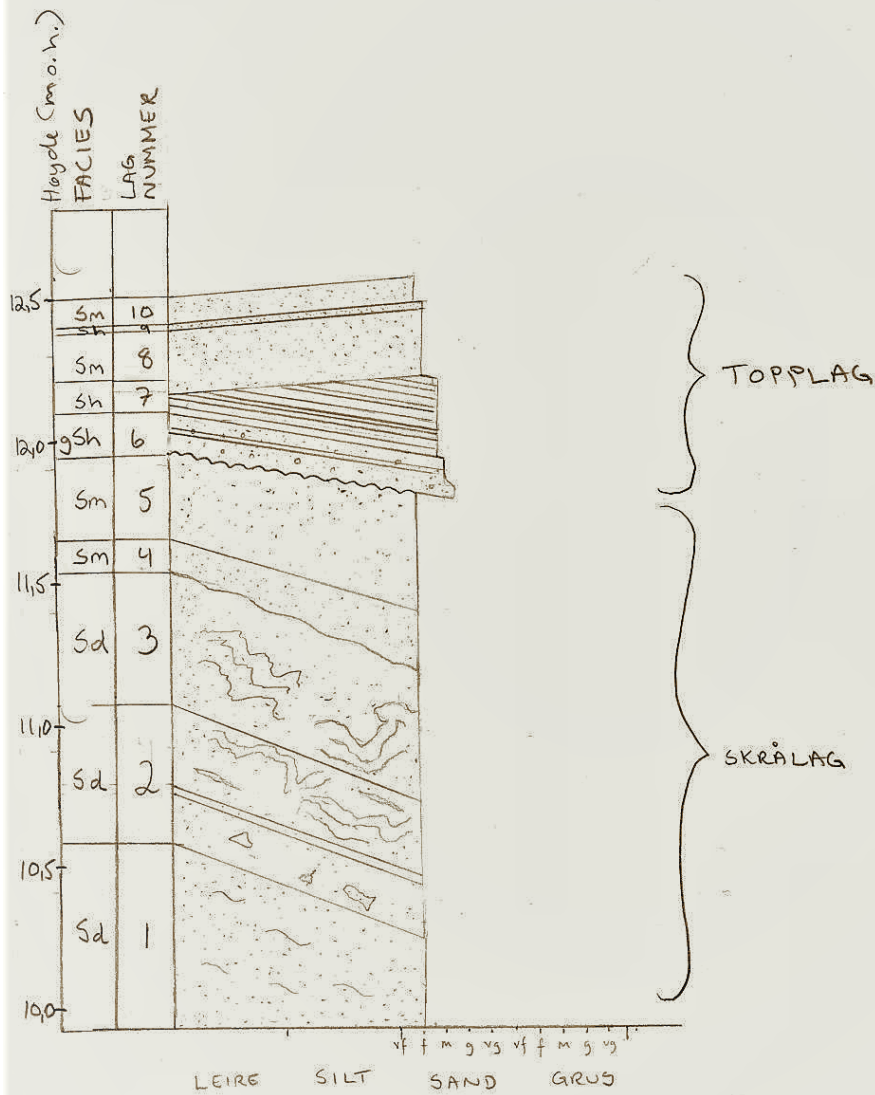 Høyde (m o.h.)
FACIES
LAG NUMMER
12,5
Sm 10
Sh 9
Sm 8
Sh 7
12,0
gSh 6
Sm 5
Sm 4
11,5
Sd 3
11,0
Sd 2
10,5
Sd 1
10,0
TOPPLAG
SKRÅLAG
vf f m g vg vf f m g vg
LEIRE SILT SAND GRUS